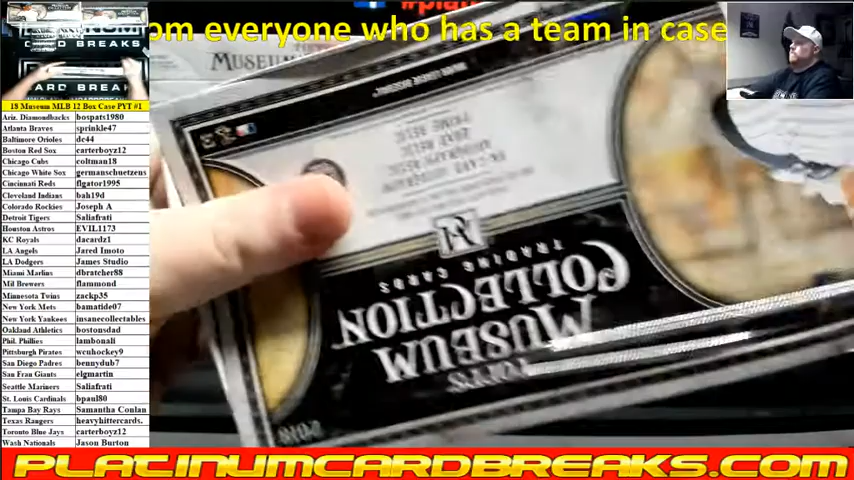 #plat
om everyone who has a team in case
MUSEUM
CARD BREAKS
CARD BREAK
18 Museum MLB 12 Box Case PYT #1
Ariz. Diamondbacks bospats1980
Atlanta Braves sprinkle47
Baltimore Orioles dc44
Boston Red Sox carterboyz12
Chicago Cubs coltman18
Chicago White Sox germanschuetzens
Cincinnati Reds flgator1995
Cleveland Indians bah19d
Colorado Rockies Joseph A
Detroit Tigers Saliafrati
Houston Astros EVIL1173
KC Royals dacardz1
LA Angels Jared Imoto
LA Dodgers James Studio
Miami Marlins dbratcher88
Mil Brewers flammond
Minnesota Twins zackp35
New York Mets bamatide07
New York Yankees insanecollectables
Oakland Athletics bostonsdad
Phil. Phillies lambonali
Pittsburgh Pirates wcuhockey9
San Diego Padres bennydub7
San Fran Giants elgmartin
Seattle Mariners Saliafrati
St. Louis Cardinals bpaul80
Tampa Bay Rays Samantha Conlan
Texas Rangers heavyhittercards.
Toronto Blue Jays carterboyz12
Wash Nationals Jason Burton
2018
TOPPS
MUSEUM
COLLECTION
TRADING CARDS
M
PLATINUMCARDBREAKS.COM